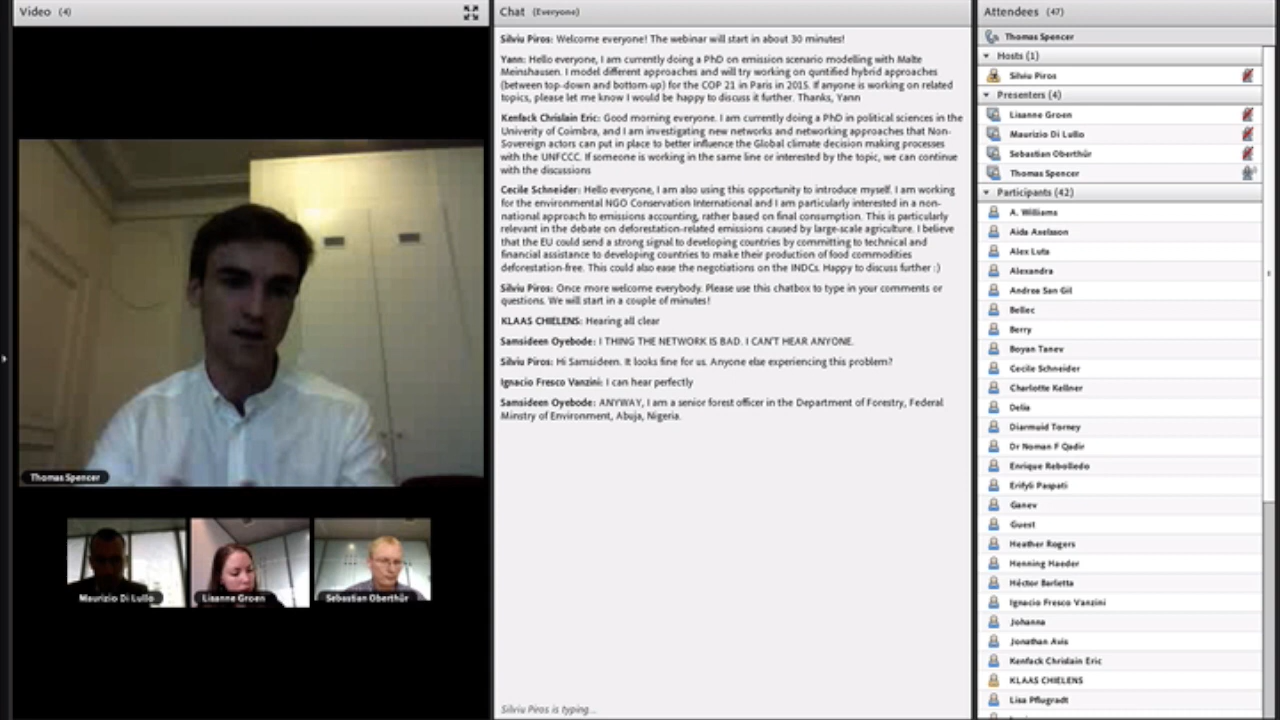 Video (4)
Thomas Spencer
Maurizio Di Lullo
Lisanne Groen
Sebastian Oberthür
Chat (Everyone)
Silviu Piros: Welcome everyone! The webinar will start in about 30 minutes!
Yann: Hello everyone, I am currently doing a PhD on emission scenario modelling with Malte
Meinshausen. I model different approaches and will try working on quntified hybrid approaches
(between top-down and bottom-up) for the COP 21 in Paris in 2015. If anyone is working on related
topics, please let me know I would be happy to discuss it further. Thanks, Yann
Kenfack Chrislain Eric: Good morning everyone. I am currently doing a PhD in political sciences in the
Univerity of Coimbra, and I am investigating new networks and networking approaches that Non-
Sovereign actors can put in place to better influence the Global climate decision making processes
with the UNFCCC. If someone is working in the same line or interested by the topic, we can continue
with the discussions
Cecile Schneider: Hello everyone, I am also using this opportunity to introduce myself. I am working
for the environmental NGO Conservation International and I am particularly interested in a non-
national approach to emissions accounting, rather based on final consumption. This is particularly
relevant in the debate on deforestation-related emissions caused by large-scale agriculture. I believe
that the EU could send a strong signal to developing countries by committing to technical and
financial assistance to developing countries to make their production of food commodities
deforestation-free. This could also ease the negotiations on the INDCs. Happy to discuss further :)
Silviu Piros: Once more welcome everybody. Please use this chatbox to type in your comments or
questions. We will start in a couple of minutes!
KLAAS CHIELENS: Hearing all clear
Samsideen Oyebode: I THING THE NETWORK IS BAD. I CAN'T HEAR ANYONE.
Silviu Piros: Hi Samsideen. It looks fine for us. Anyone else experiencing this problem?
Ignacio Fresco Vanzini: I can hear perfectly
Samsideen Oyebode: ANYWAY, I am a senior forest officer in the Department of Forestry, Federal
Minstry of Environment, Abuja, Nigeria.
Silviu Piros is typing...
Attendees (47)
Thomas Spencer
Hosts (1)
Silviu Piros
Presenters (4)
Lisanne Groen
Maurizio Di Lullo
Sebastian Oberthür
Thomas Spencer
Participants (42)
A. Williams
Aida Axelsson
Alex Luta
Alexandra
Andrea San Gil
Bellec
Berry
Boyan Tanev
Cecile Schneider
Charlotte Kellner
Delia
Diarmuid Torney
Dr Noman F Qadir
Enrique Rebolledo
Erifyli Paspati
Ganev
Guest
Heather Rogers
Henning Haeder
Héctor Barletta
Ignacio Fresco Vanzini
Johanna
Jonathan Avis
Kenfack Chrislain Eric
KLAAS CHIELENS
Lisa Pflugradt